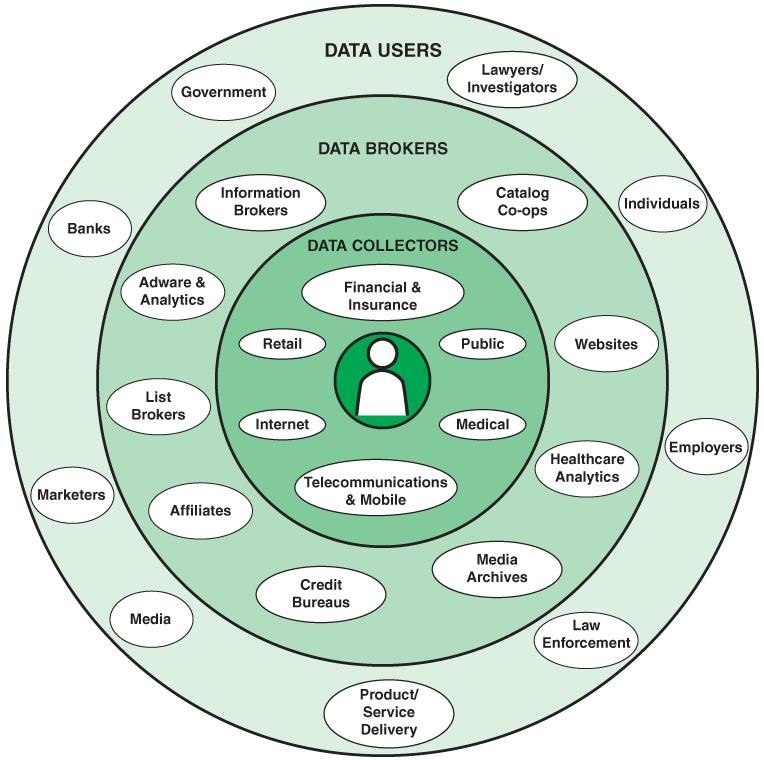 DATA USERS
Government
Lawyers/
Investigators
Banks
Individuals
Marketers
Employers
Media
Law
Enforcement
Product/
Service
Delivery
DATA BROKERS
Information
Brokers
Catalog
Co-ops
Adware &
Analytics
Websites
List
Brokers
Healthcare
Analytics
Affiliates
Media
Archives
Credit
Bureaus
DATA COLLECTORS
Financial &
Insurance
Retail
Public
Internet
Medical
Telecommunications
& Mobile